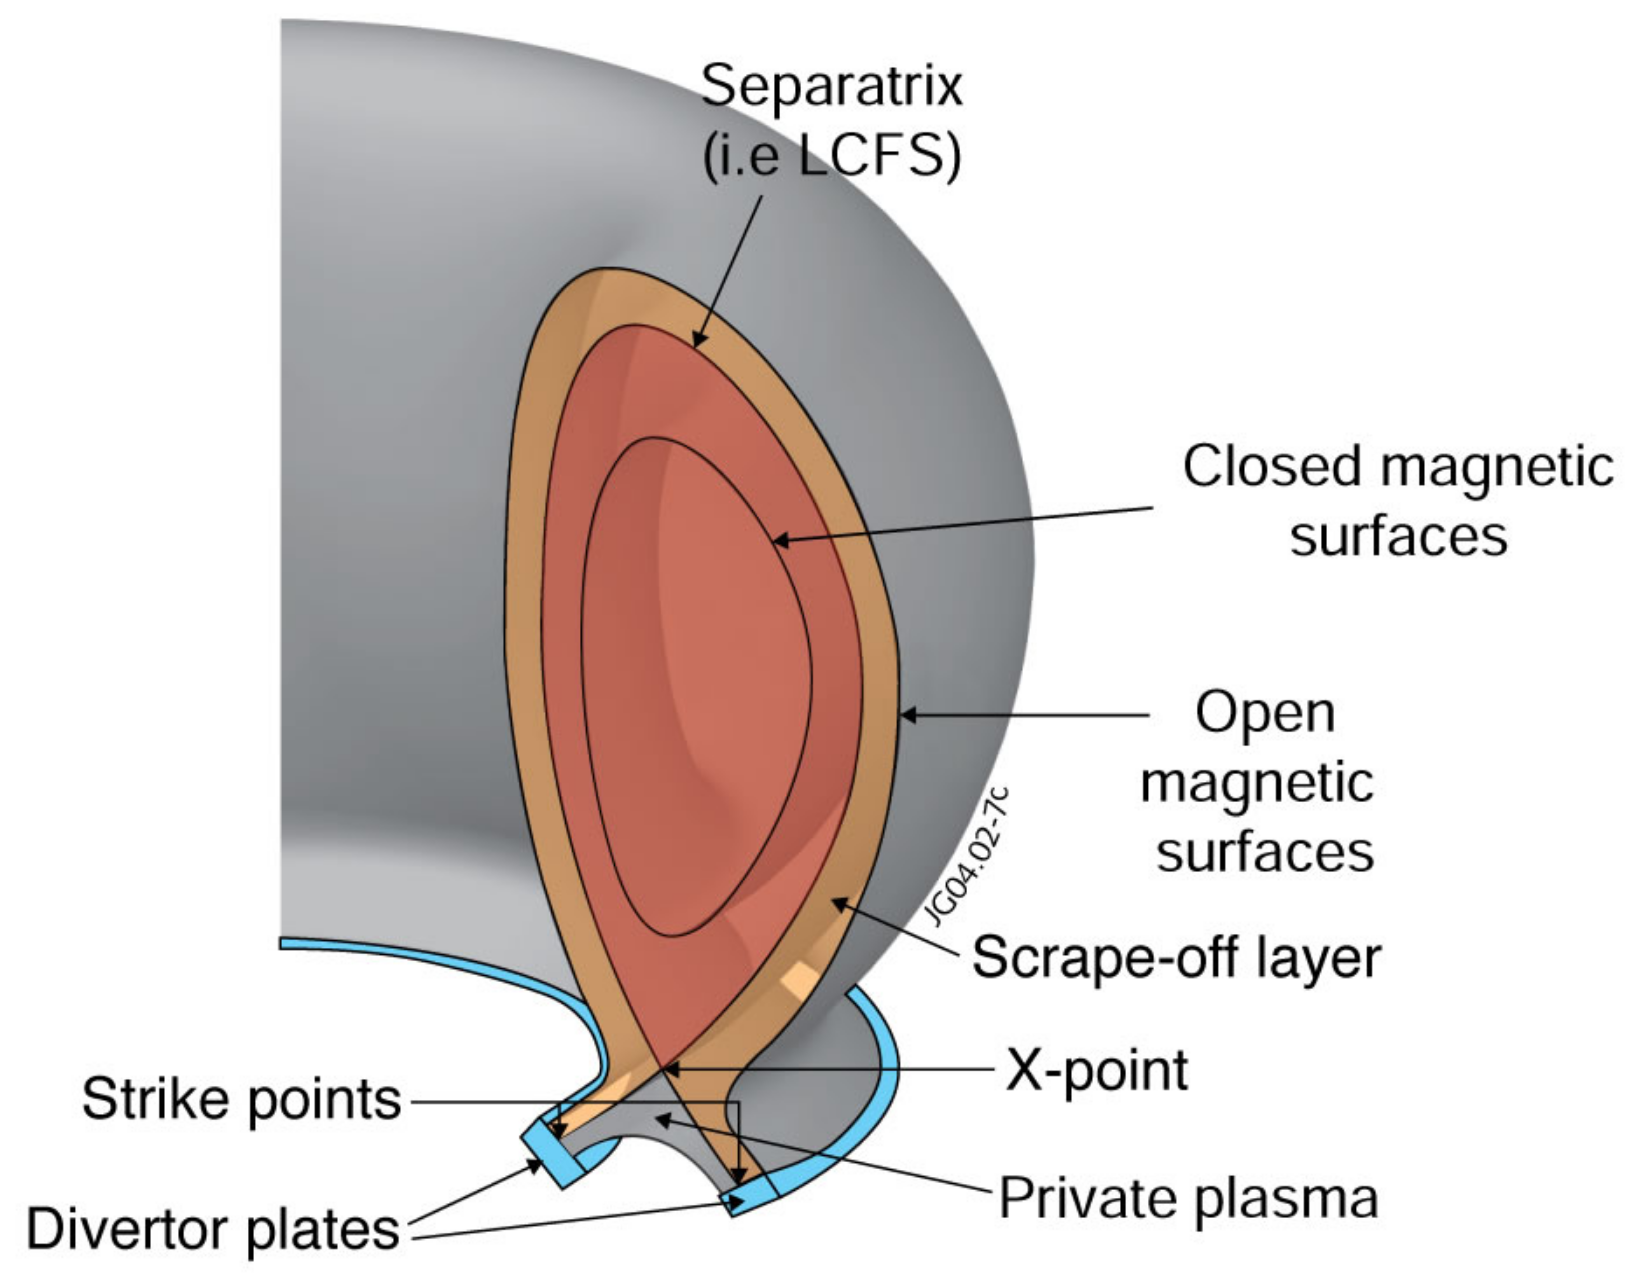 Separatrix
(i.e LCFS)
Closed magnetic
surfaces
Open
magnetic
surfaces
JG04.02-7c
Scrape-off layer
X-point
Strike points
Private plasma
Divertor plates